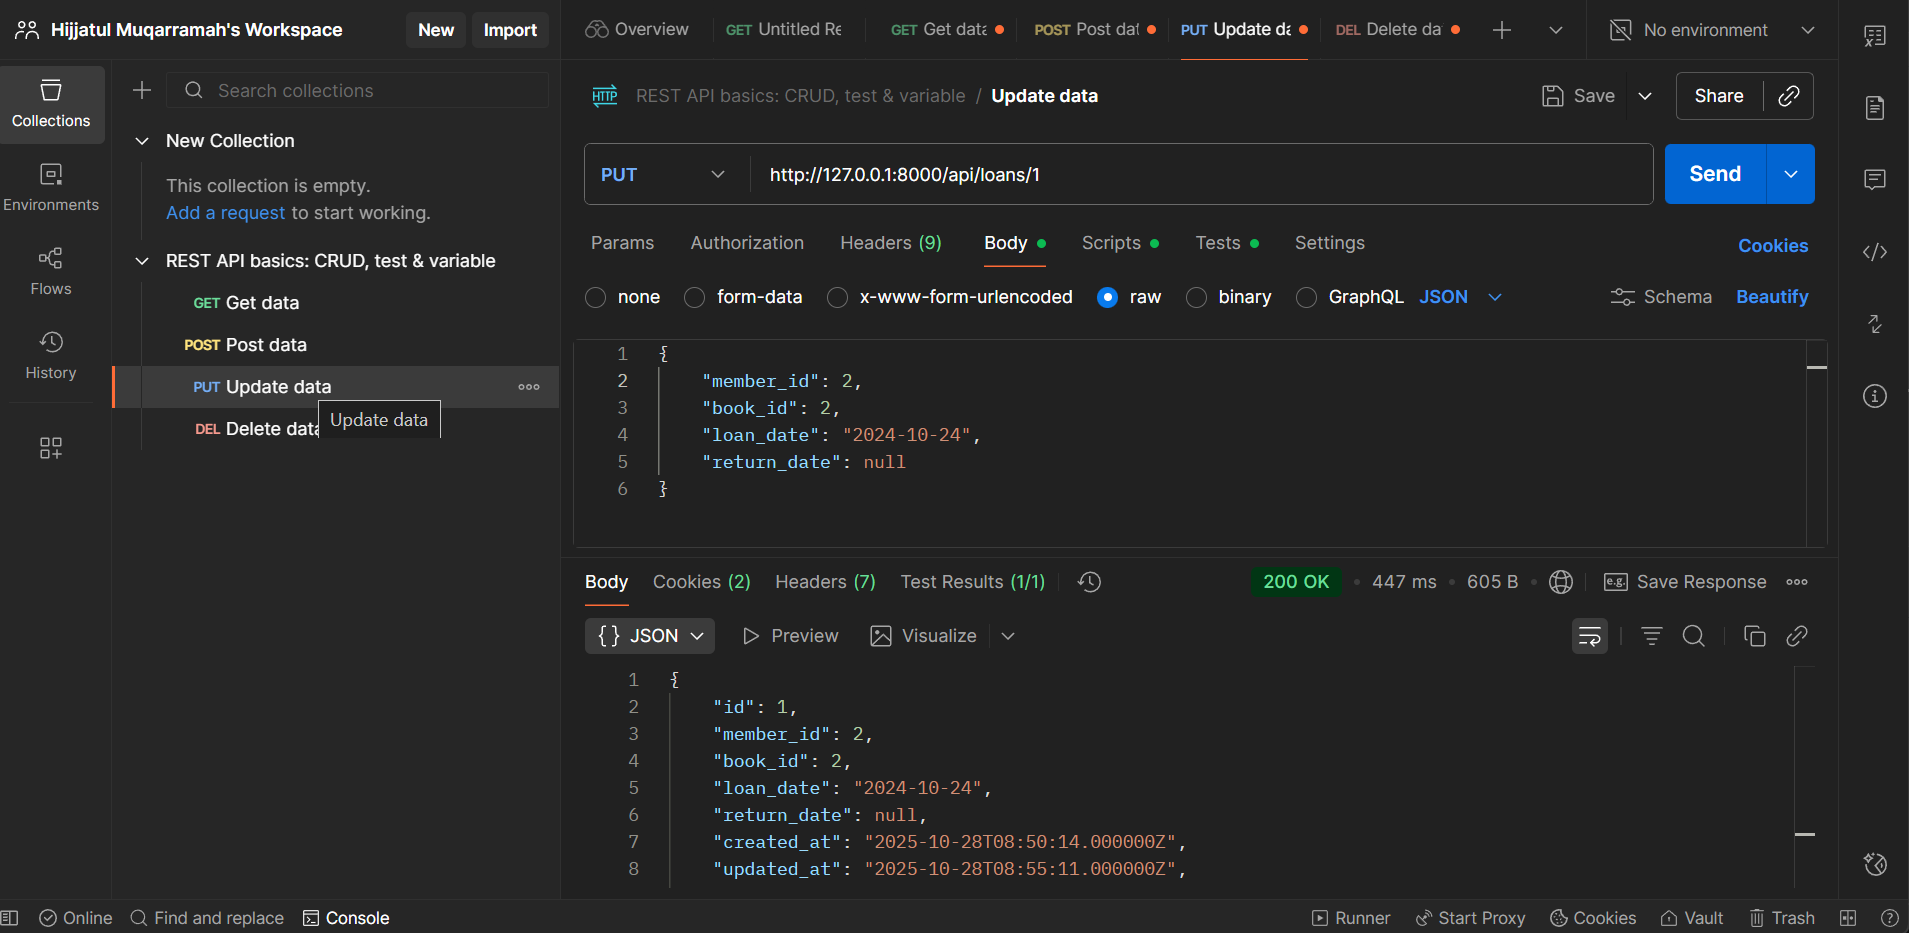 Hijjatul Muqarramah's Workspace
New
Import
Overview
GET Untitled Re
GET Get data
POST Post dat
PUT Update da
DEL Delete da
No environment
Collections
Environments
Flows
History
Search collections
New Collection
This collection is empty.
Add a request to start working.
REST API basics: CRUD, test & variable
GET Get data
POST Post data
PUT Update data
DEL Delete data
Update data
HTTP
REST API basics: CRUD, test & variable / Update data
Save
Share
PUT
http://127.0.0.1:8000/api/loans/1
Send
Params Authorization Headers (9) Body Scripts Tests Settings
Cookies
none form-data x-www-form-urlencoded raw binary GraphQL JSON
Schema Beautify
1 {
2 "member_id": 2,
3 "book_id": 2,
4 "loan_date": "2024-10-24",
5 "return_date": null
6 }
Body Cookies (2) Headers (7) Test Results (1/1)
200 OK • 447 ms • 605 B •
e.g. Save Response
{} JSON
Preview
Visualize
1 {
2 "id": 1,
3 "member_id": 2,
4 "book_id": 2,
5 "loan_date": "2024-10-24",
6 "return_date": null,
7 "created_at": "2025-10-28T08:50:14.000000Z",
8 "updated_at": "2025-10-28T08:55:11.000000Z",
Online
Find and replace
Console
Runner
Start Proxy
Cookies
Vault
Trash